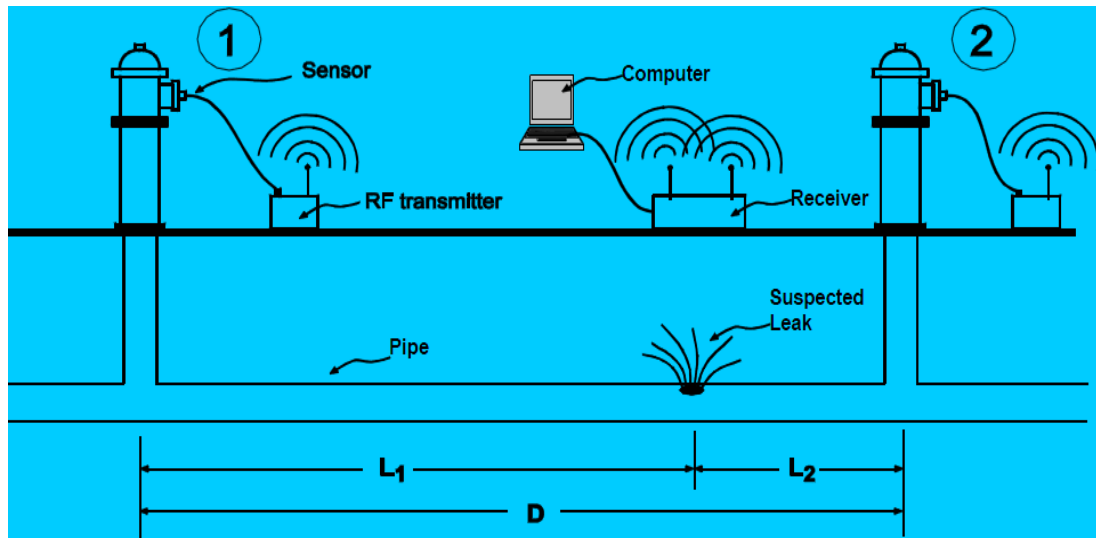 1
2
Sensor
Computer
RF transmitter
Receiver
Suspected
Leak
Pipe
L1
L2
D